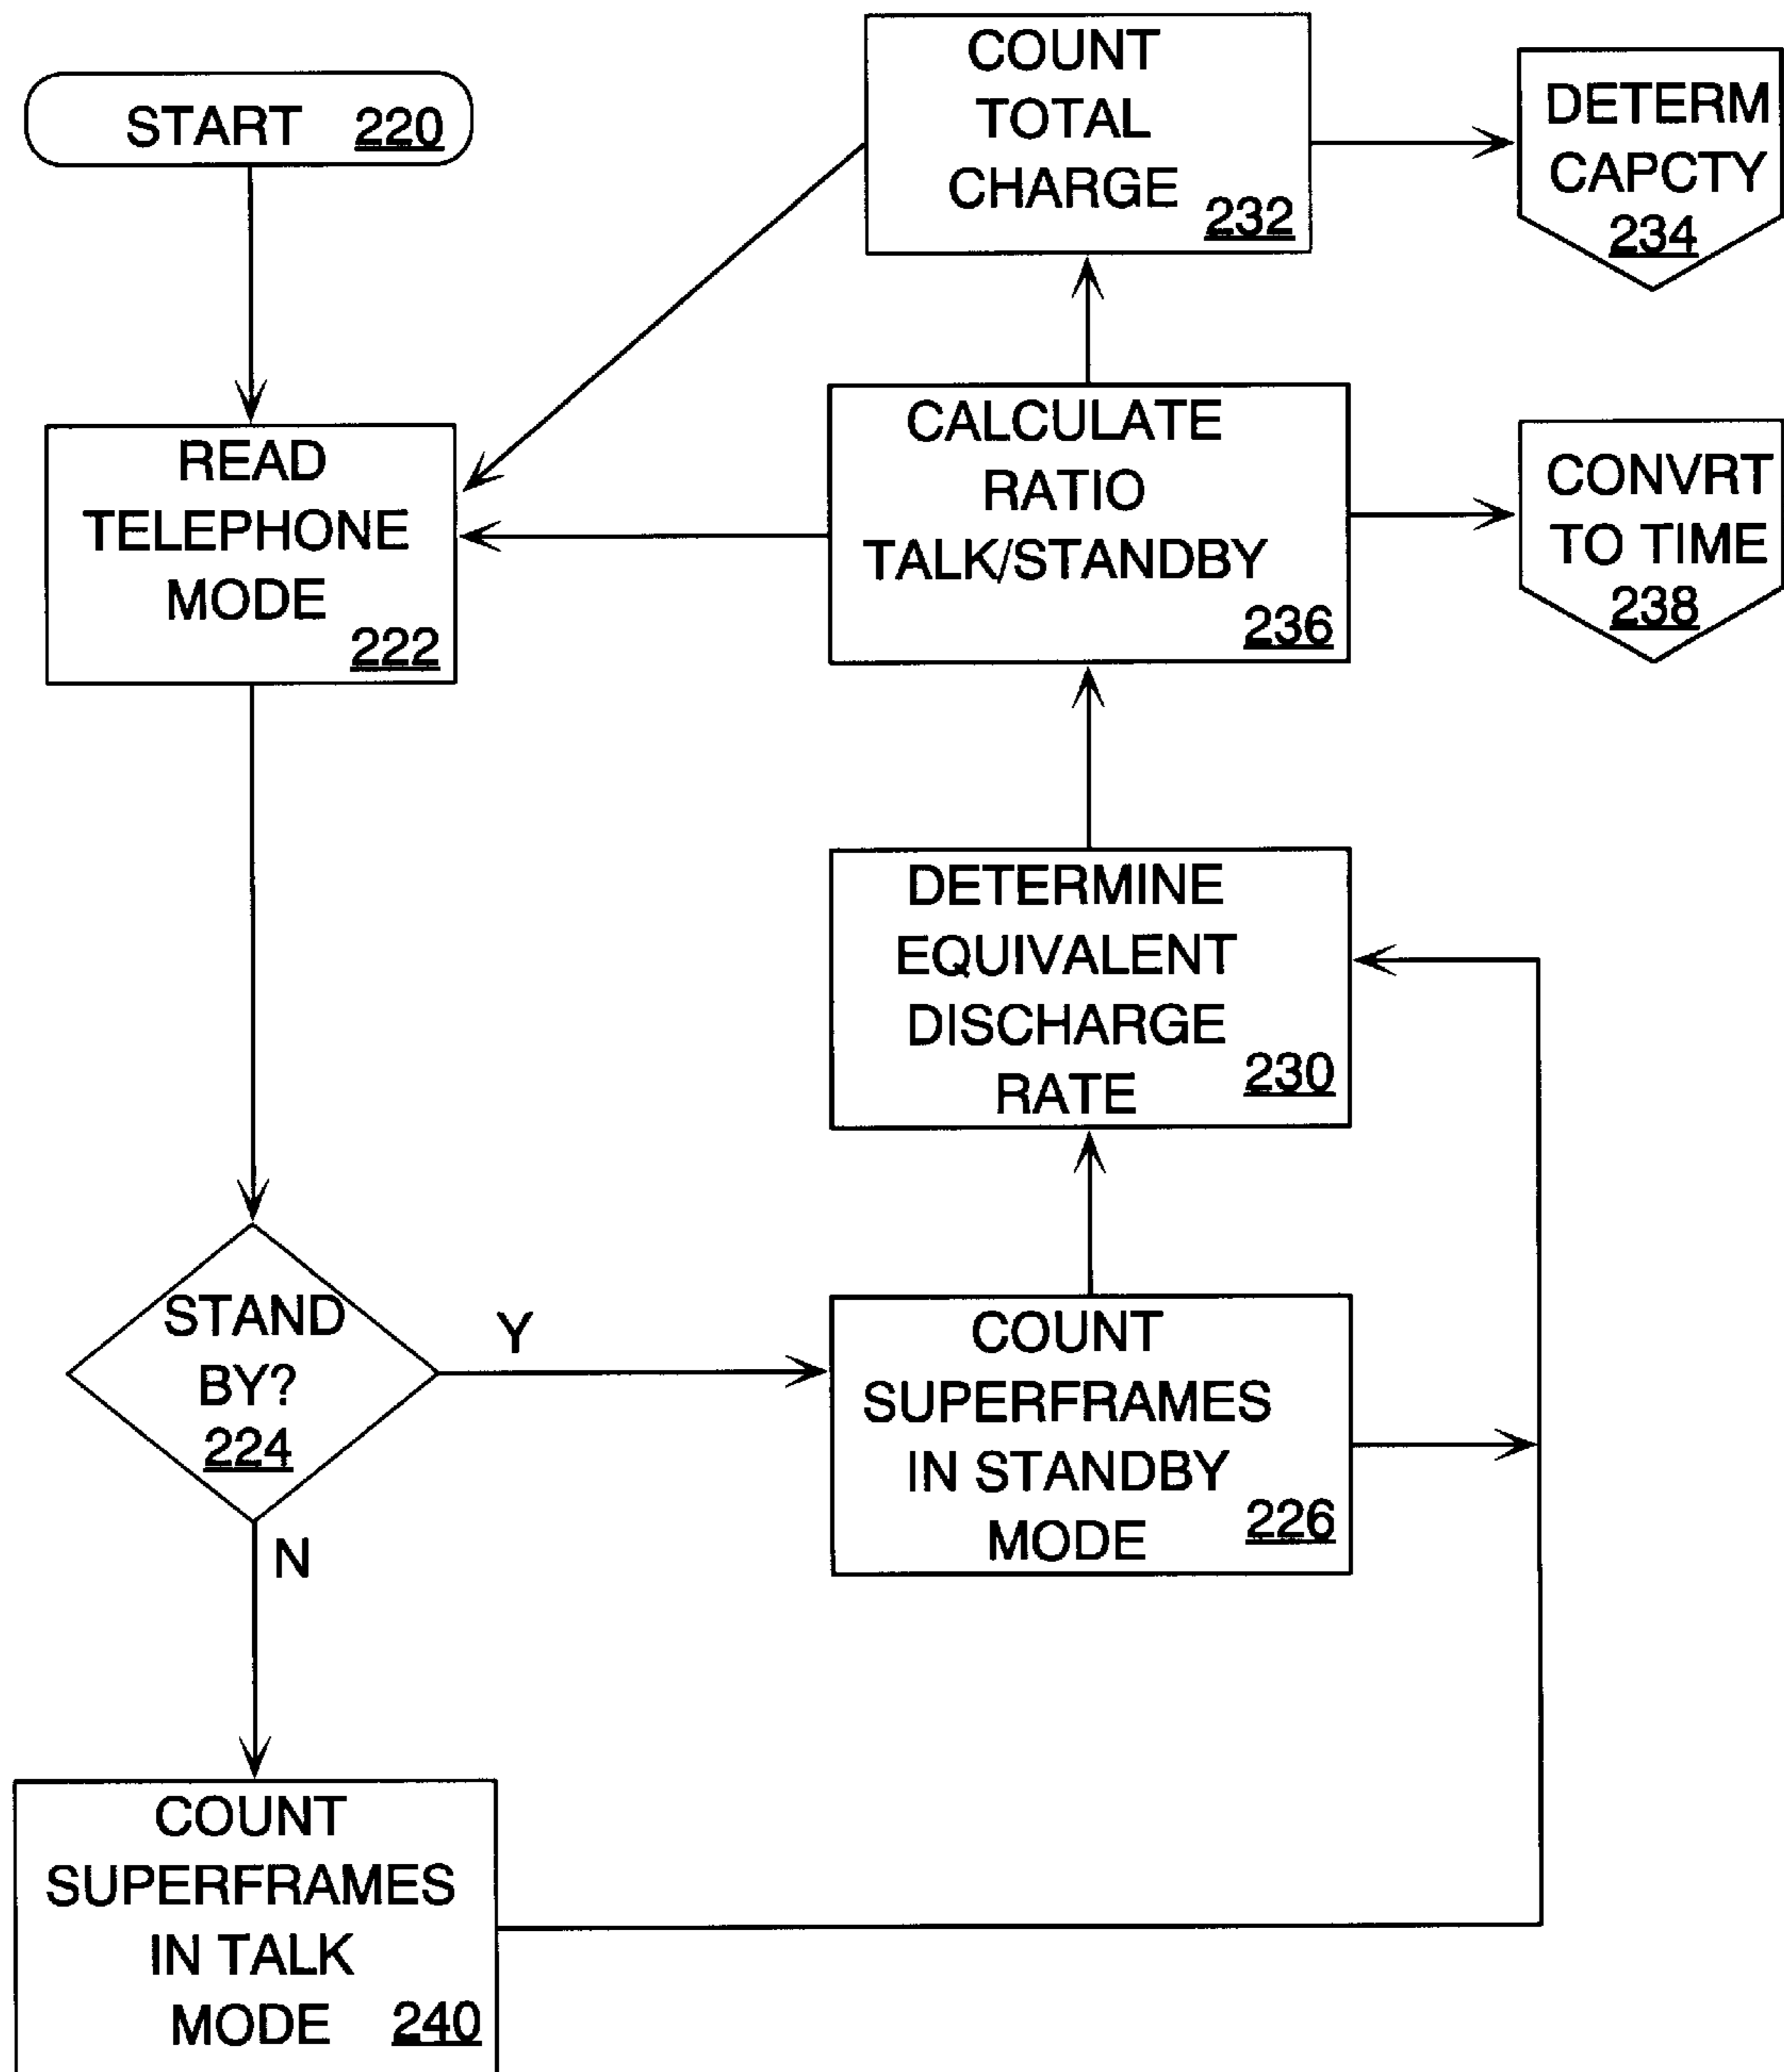 START 220
READ
TELEPHONE
MODE
222
STAND
BY?
224
Y
N
COUNT
SUPERFRAMES
IN TALK
MODE 240
COUNT
SUPERFRAMES
IN STANDBY
MODE
226
DETERMINE
EQUIVALENT
DISCHARGE
RATE
230
CALCULATE
RATIO
TALK/STANDBY
236
CONVRT
TO TIME
238
COUNT
TOTAL
CHARGE
232
DETERM
CAPCTY
234